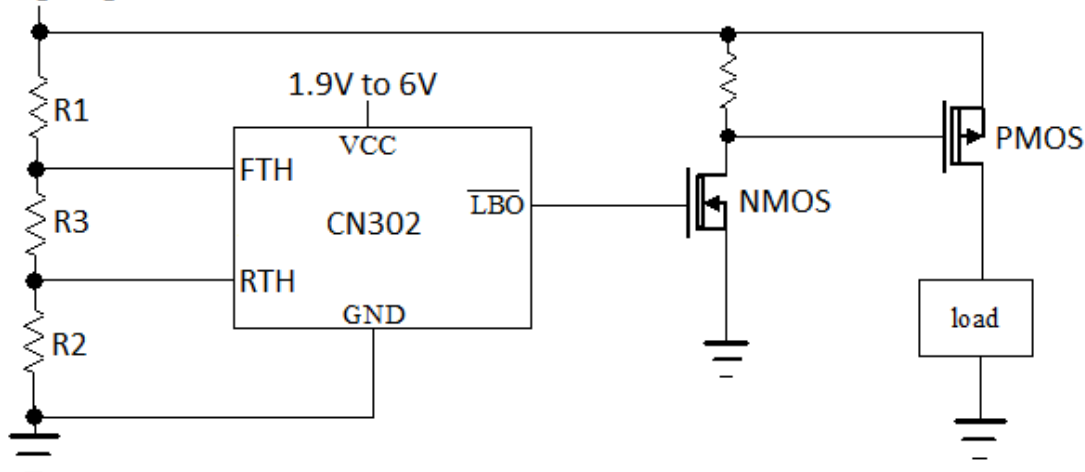 R1
1.9V to 6V
VCC
FTH
PMOS
LBO
NMOS
R3
CN302
RTH
GND
load
R2